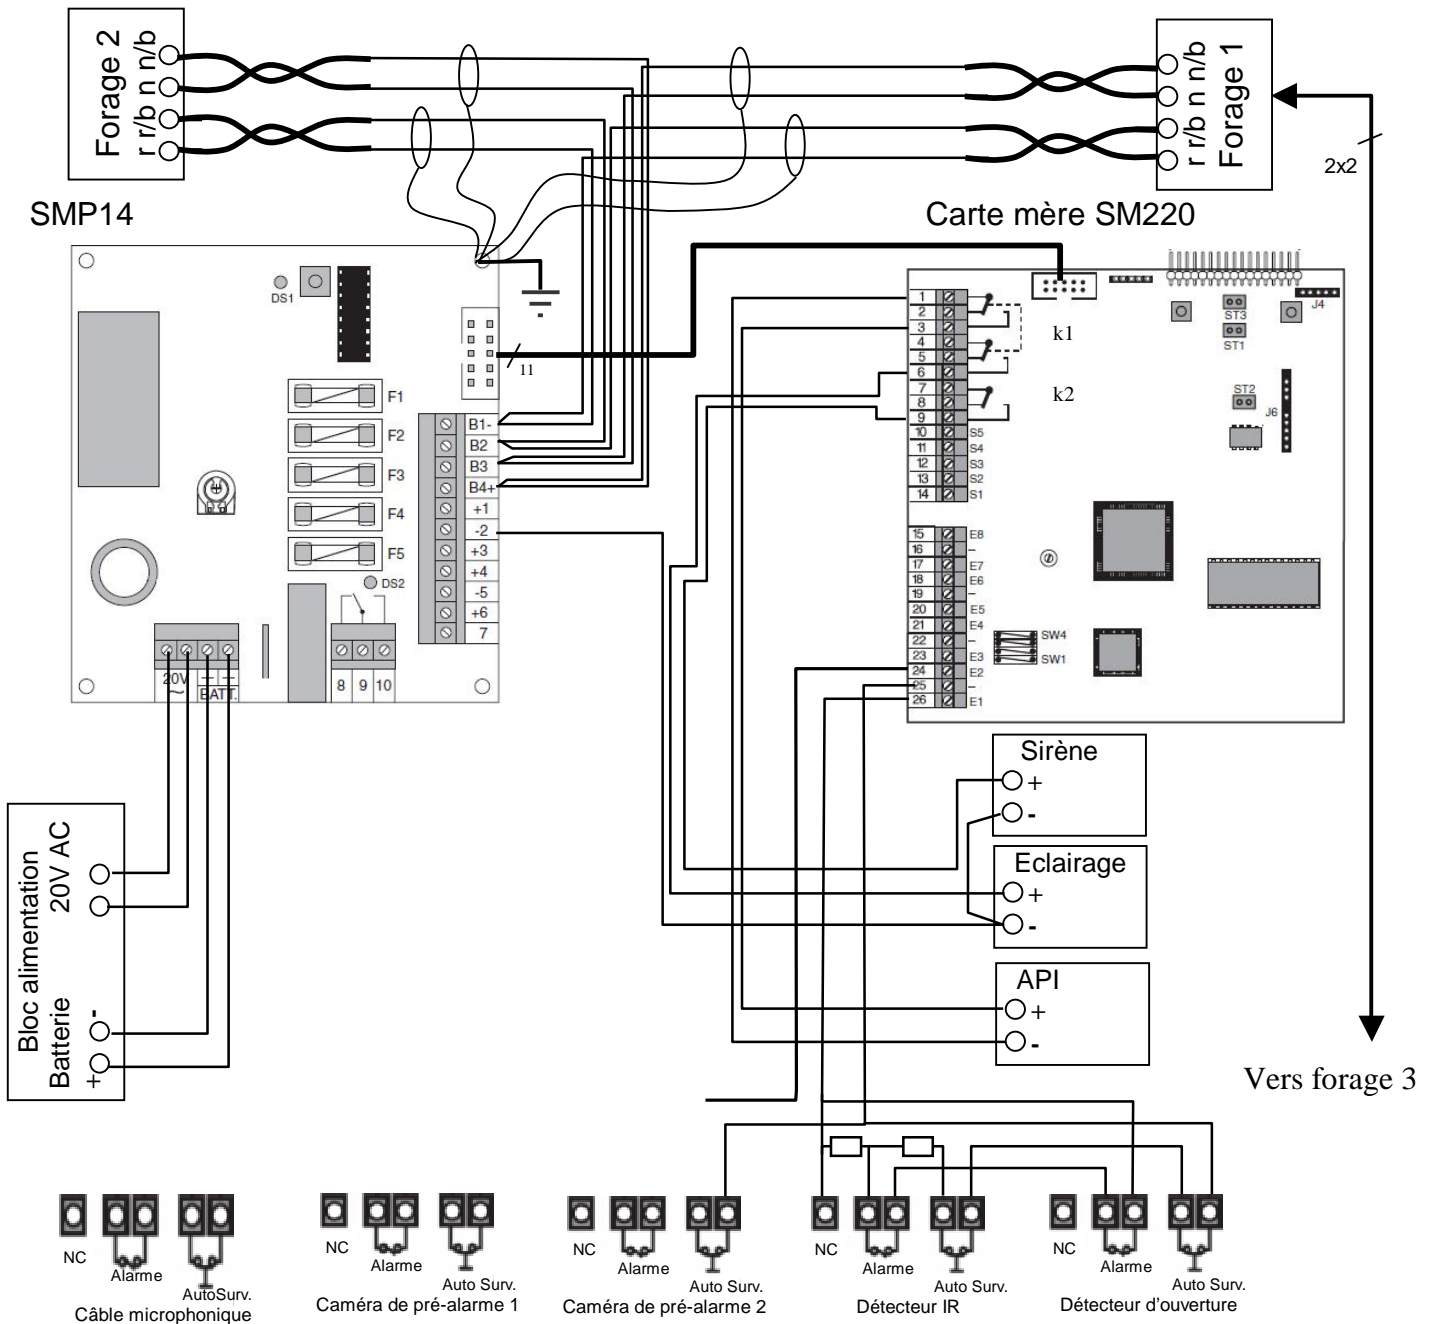 Forage 2
r r/b n n/b
Forage 1
r r/b n n/b
2x2
SMP14
Carte mère SM220
DS1
11
F1
F2
F3
F4
F5
DS2
B1-
B2
B3
B4+
+1
-2
+3
+4
-5
+6
7
20V
~
+ -
BATT.
8 9 10
1
2
3
4
5
6
7
8
9
10 S5
11 S4
12 S3
13 S2
14 S1
k1
k2
15 E8
16 –
17 E7
18 E6
19 –
20 E5
21 E4
22 –
23 E3
24 E2
25 –
26 E1
ST3
ST1
ST2
J4
J6
SW4
SW1
Sirène
+
-
Eclairage
+
-
API
+
-
Bloc alimentation
Batterie 20V AC
+ -
Vers forage 3
NC
Alarme
AutoSurv.
Câble microphonique
NC
Alarme
Auto Surv.
Caméra de pré-alarme 1
NC
Alarme
Auto Surv.
Caméra de pré-alarme 2
NC
Alarme
Auto Surv.
Détecteur IR
NC
Alarme
Auto Surv.
Détecteur d'ouverture